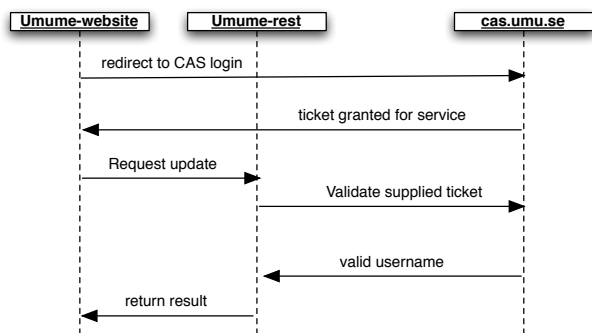 Umume-website
Umume-rest
cas.umu.se
redirect to CAS login
ticket granted for service
Request update
Validate supplied ticket
valid username
return result